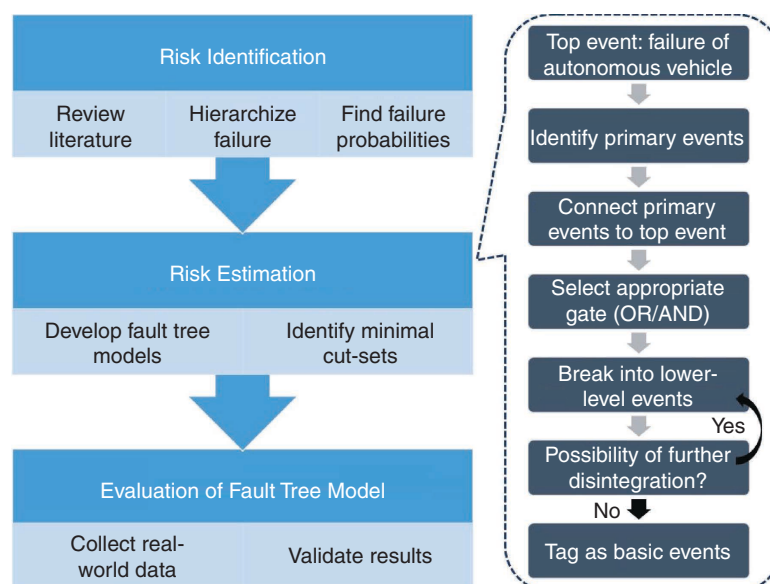 Risk Identification
Review
literature
Hierarchize
failure
Find failure
probabilities
Risk Estimation
Develop fault tree
models
Identify minimal
cut-sets
Evaluation of Fault Tree Model
Collect real-
world data
Validate results
Top event: failure of
autonomous vehicle
Identify primary events
Connect primary
events to top event
Select appropriate
gate (OR/AND)
Break into lower-
level events
Yes
Possibility of further
disintegration?
No
Tag as basic events